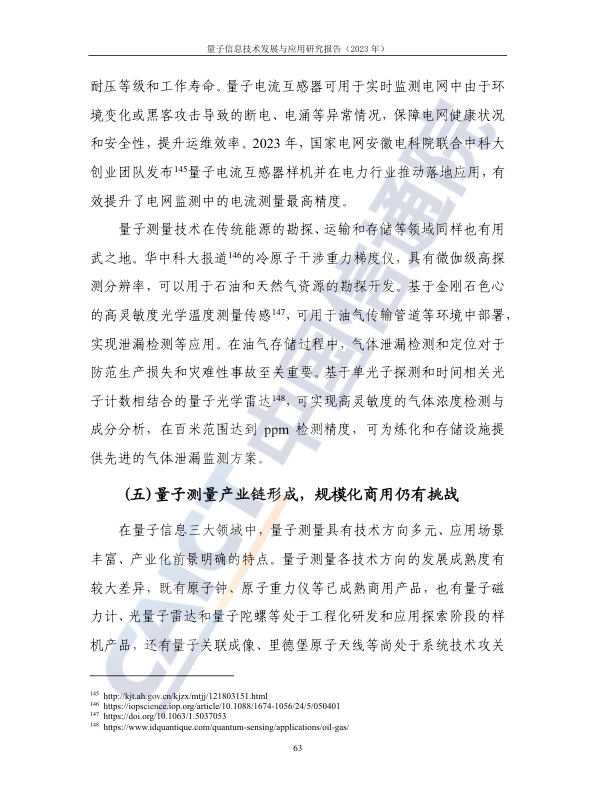 量子信息技术发展与应用研究报告（2023 年）
耐压等级和工作寿命。量子电流互感器可用于实时监测电网中由于环
境变化或黑客攻击导致的断电、电涌等异常情况，保障电网健康状况
和安全性，提升运维效率。2023 年，国家电网安徽电科院联合中科大
创业团队发布145量子电流互感器样机并在电力行业推动落地应用，有
效提升了电网监测中的电流测量最高精度。
量子测量技术在传统能源的勘探、运输和存储等领域同样也有用
武之地。华中科大报道146的冷原子干涉重力梯度仪，具有微伽级高探
测分辨率，可以用于石油和天然气资源的勘探开发。基于金刚石色心
的高灵敏度光学温度测量传感147，可用于油气传输管道等环境中部署，
实现泄漏检测等应用。在油气存储过程中，气体泄漏检测和定位对于
防范生产损失和灾难性事故至关重要。基于单光子探测和时间相关光
子计数相结合的量子光学雷达148，可实现高灵敏度的气体浓度检测与
成分分析，在百米范围达到 ppm 检测精度，可为炼化和存储设施提
供先进的气体泄漏监测方案。
（五）量子测量产业链形成，规模化商用仍有挑战
在量子信息三大领域中，量子测量具有技术方向多元、应用场景
丰富、产业化前景明确的特点。量子测量各技术方向的发展成熟度有
较大差异，既有原子钟、原子重力仪等已成熟商用产品，也有量子磁
力计、光量子雷达和量子陀螺等处于工程化研发和应用探索阶段的样
机产品，还有量子关联成像、里德堡原子天线等尚处于系统技术攻关
145 http://kjt.ah.gov.cn/kjzx/mtjj/121803151.html
146 https://iopscience.iop.org/article/10.1088/1674-1056/24/5/050401
147 https://doi.org/10.1063/1.5037053
148 https://www.idquantique.com/quantum-sensing/applications/oil-gas/
63
CAICT 中国信通院